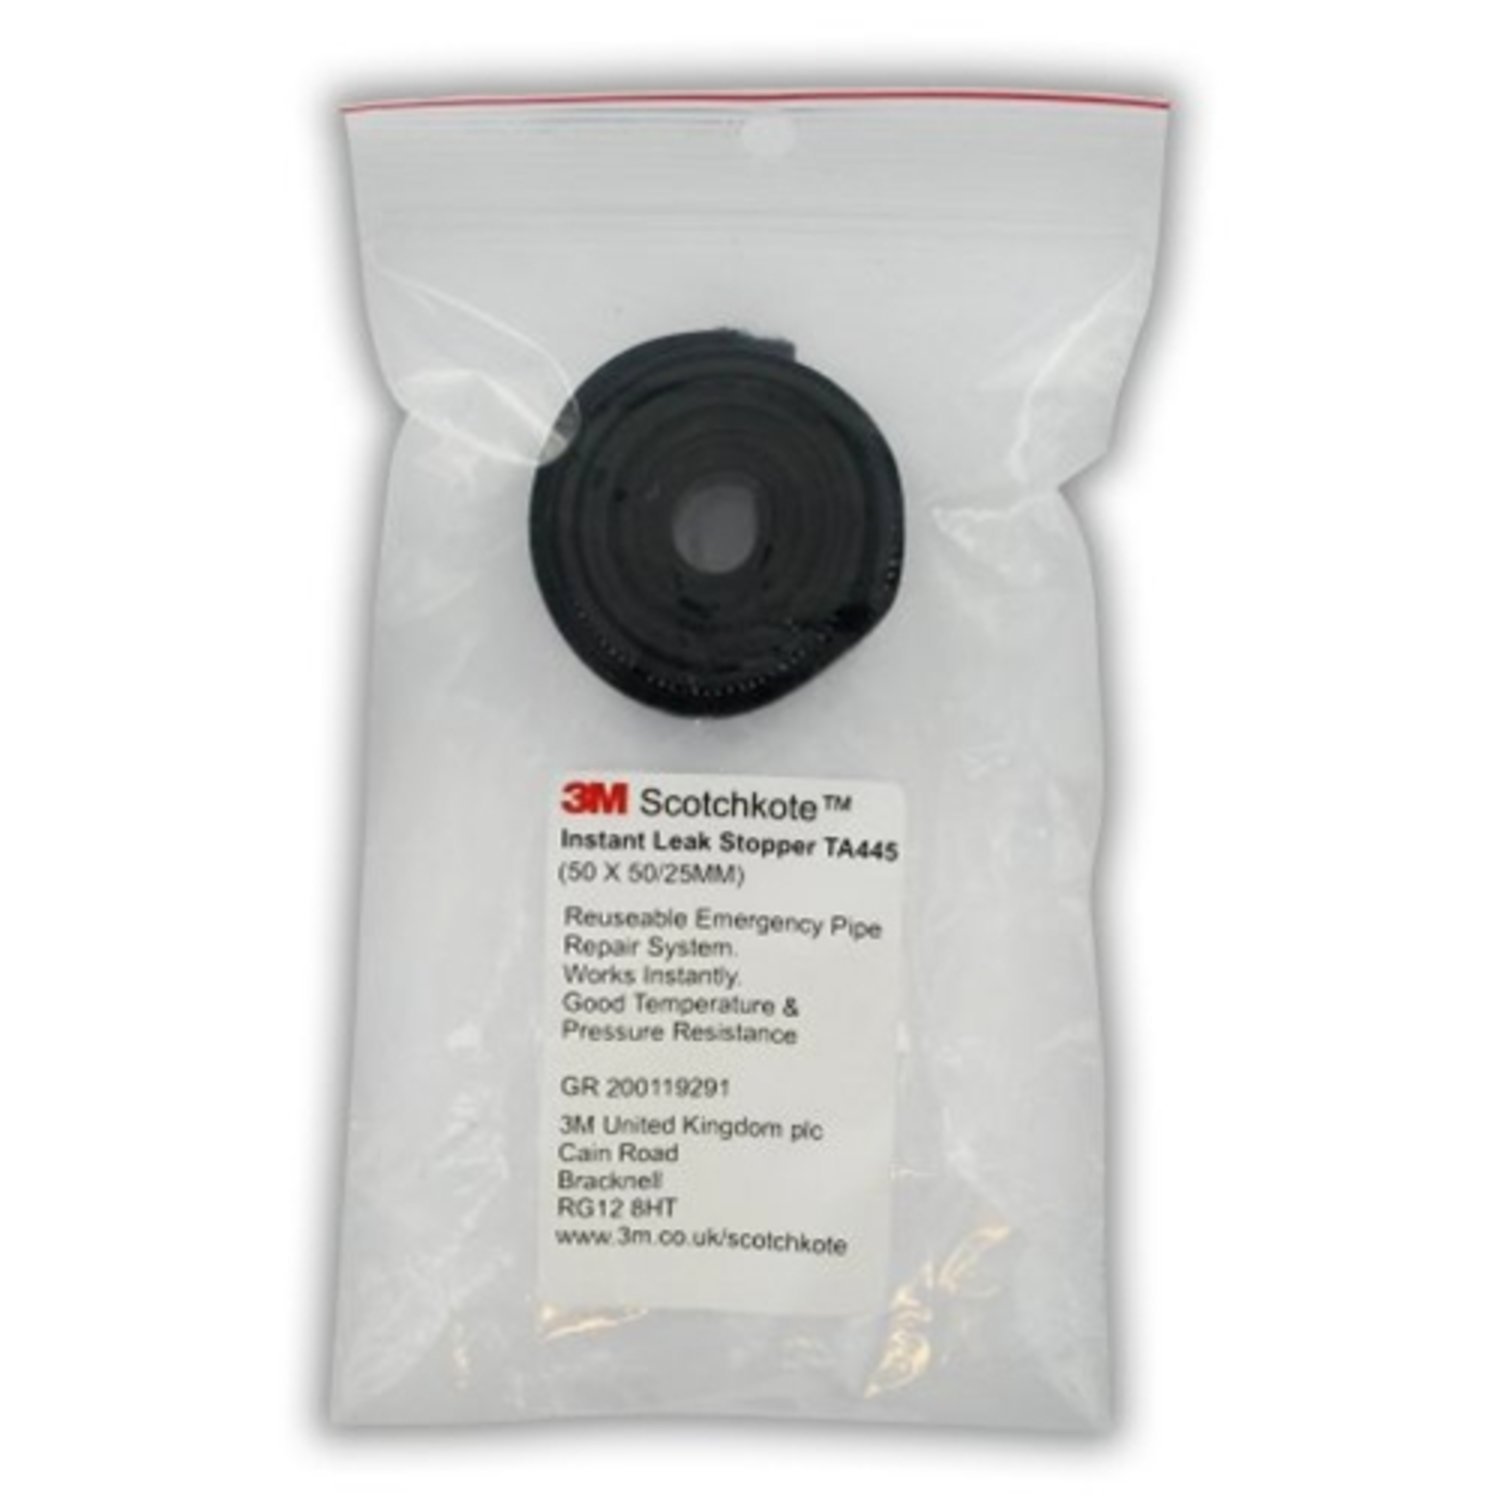 3M Scotchkote™
Instant Leak Stopper TA445
(50 X 50/25MM)
Reuseable Emergency Pipe
Repair System.
Works Instantly.
Good Temperature &
Pressure Resistance
GR 200119291
3M United Kingdom plc
Cain Road
Bracknell
RG12 8HT
www.3m.co.uk/scotchkote